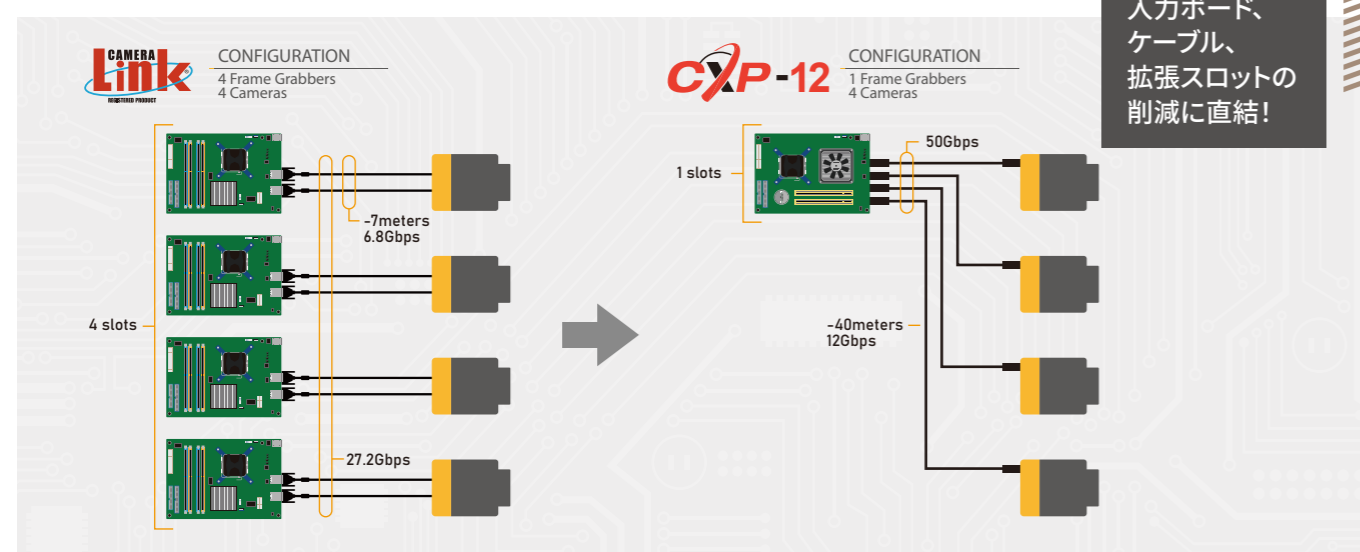 CAMERA
Link
REGISTERED PRODUCT
CONFIGURATION
4 Frame Grabbers
4 Cameras
4 slots
-7meters
6.8Gbps
27.2Gbps
CXP-12
CONFIGURATION
1 Frame Grabbers
4 Cameras
1 slots
50Gbps
-40meters
12Gbps
入力ボード、
ケーブル、
拡張スロットの
削減に直結!